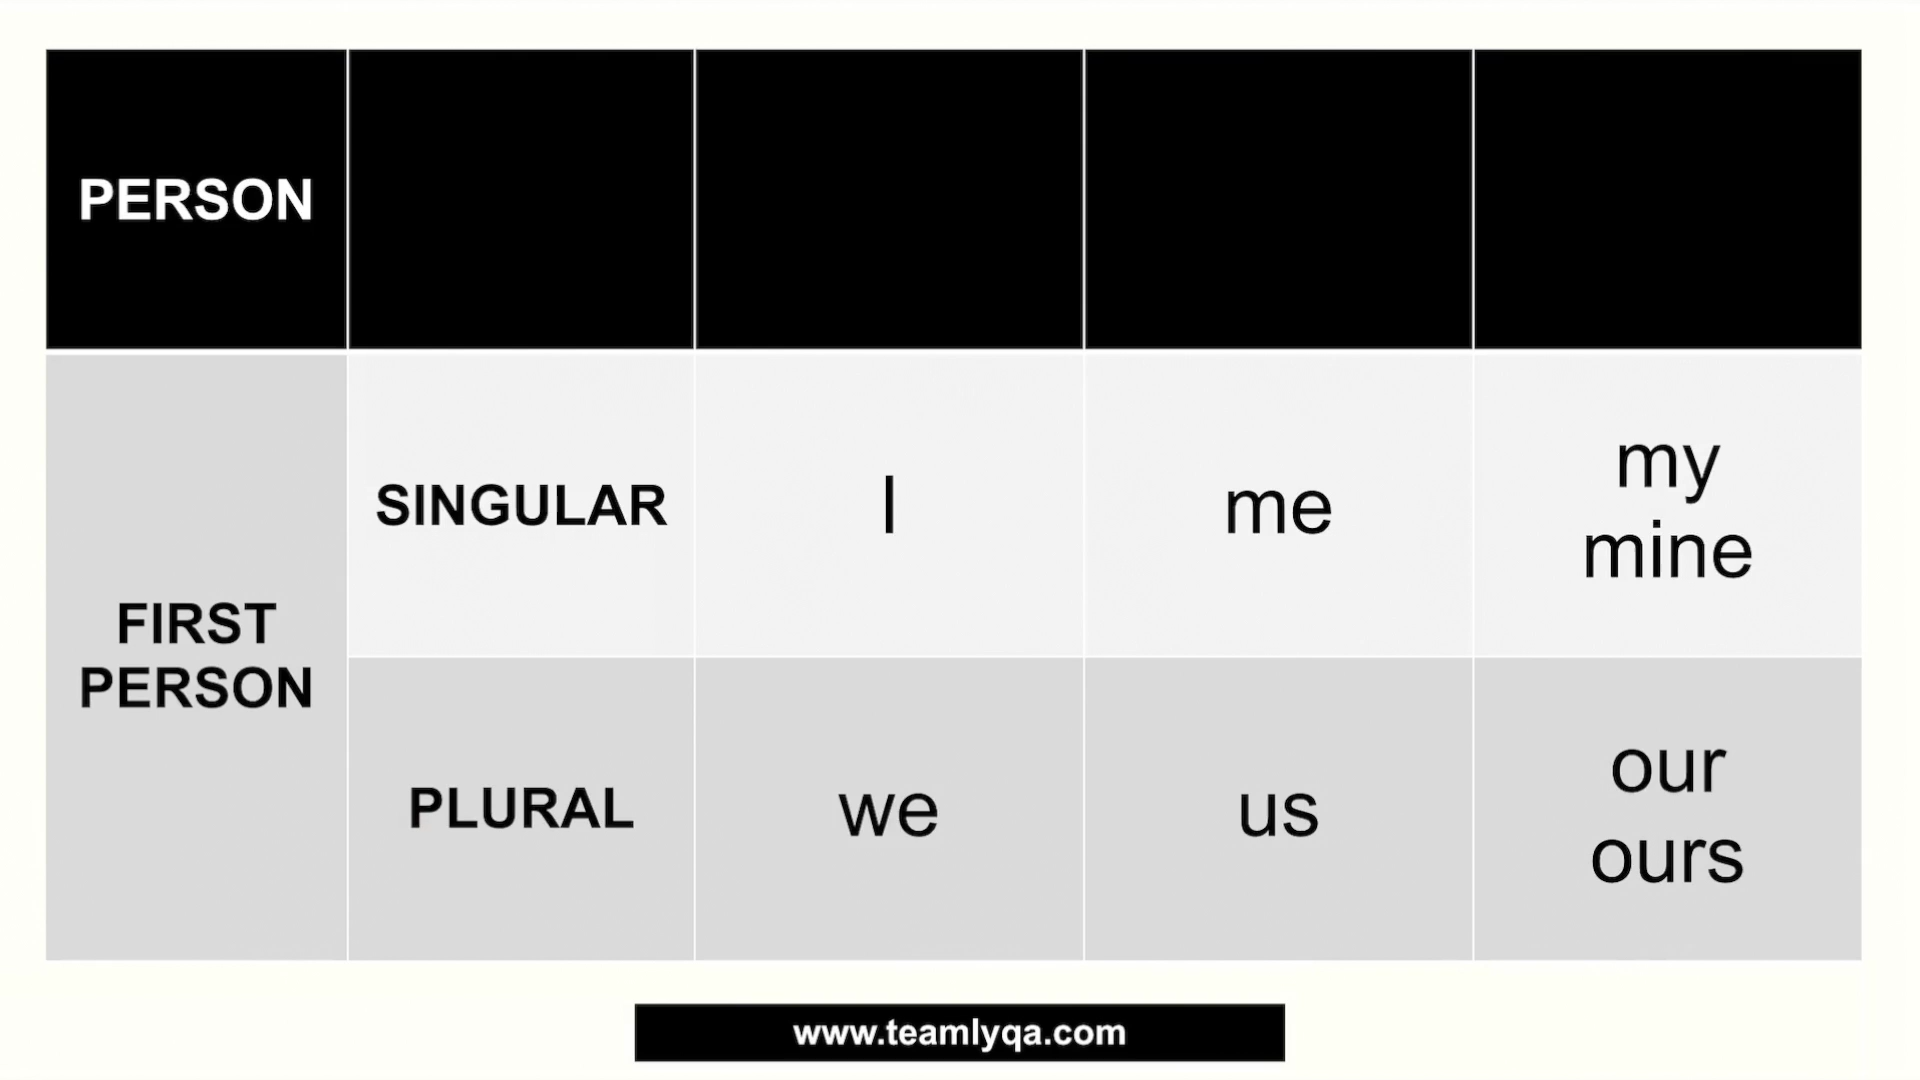 PERSON
SINGULAR
I
me
my
mine
FIRST
PERSON
PLURAL
we
us
our
ours
www.teamlyqa.com